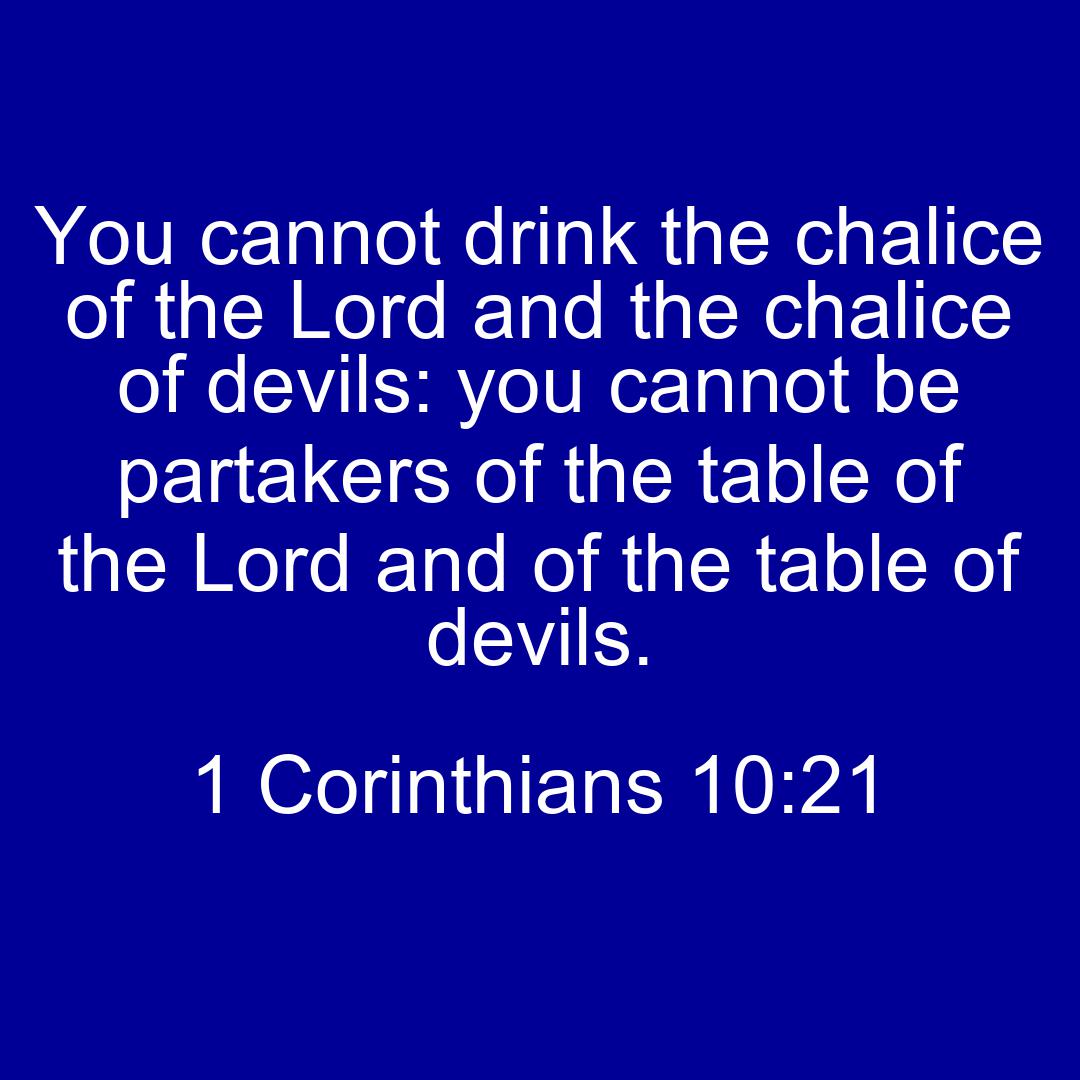 You cannot drink the chalice
of the Lord and the chalice
of devils: you cannot be
partakers of the table of
the Lord and of the table of
devils.
1 Corinthians 10:21